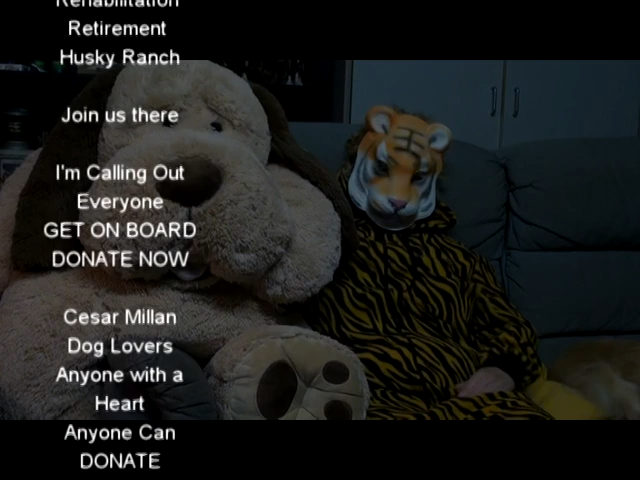 Rehabilitation
Retirement
Husky Ranch
Join us there
I'm Calling Out
Everyone
GET ON BOARD
DONATE NOW
Cesar Millan
Dog Lovers
Anyone with a
Heart
Anyone Can
DONATE